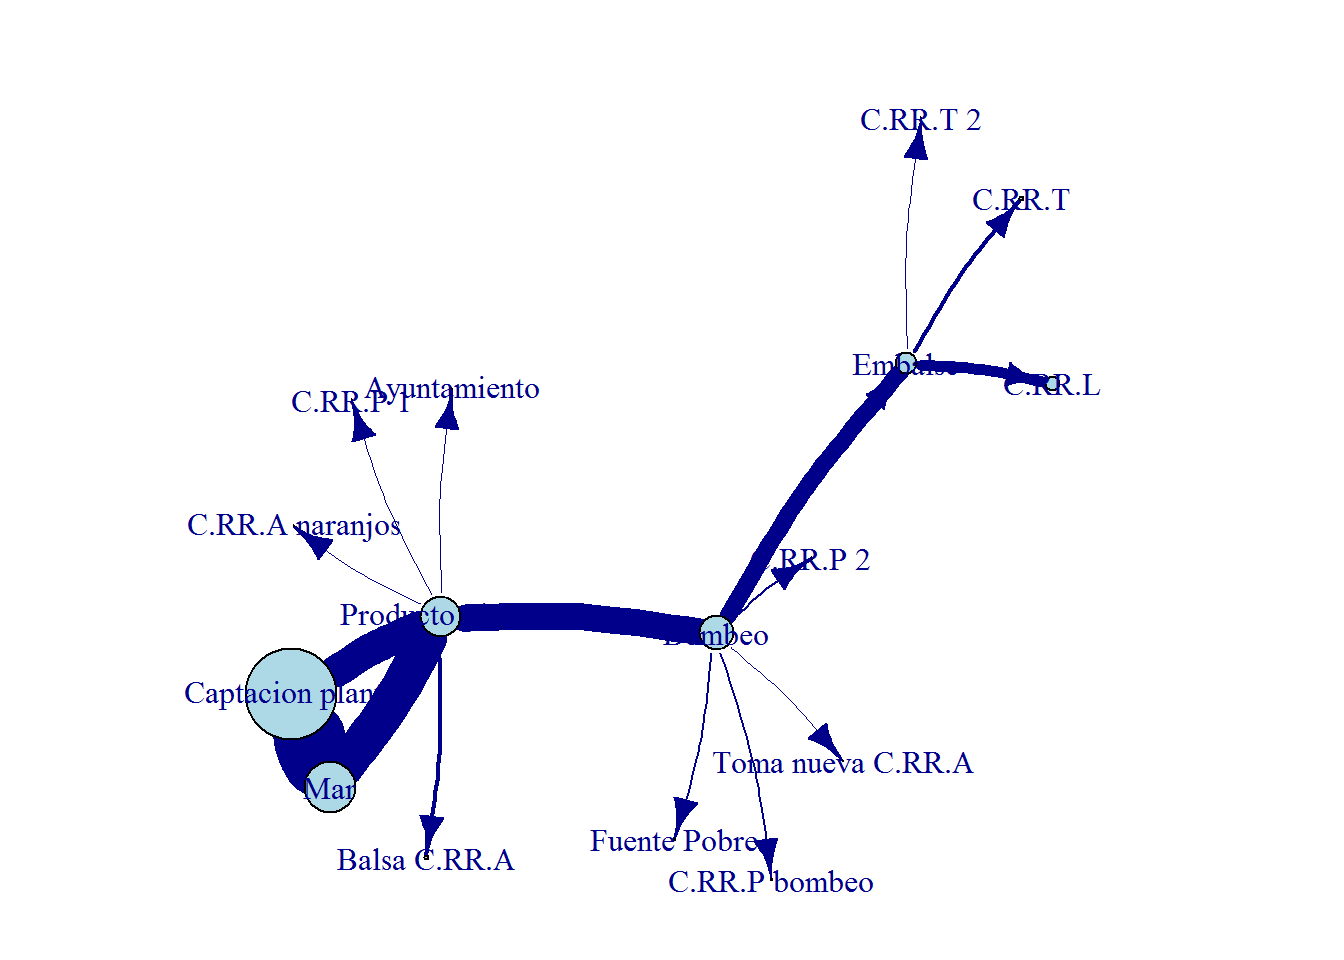 C.RR.T 2
C.RR.T
Embalse
C.RR.L
Ayuntamiento
C.RR.P 1
C.RR.A naranjos
RR.P 2
Producto
Bombeo
Captacion plan
Mar
Toma nueva C.RR.A
Fuente Pobre
Balsa C.RR.A
C.RR.P bombeo